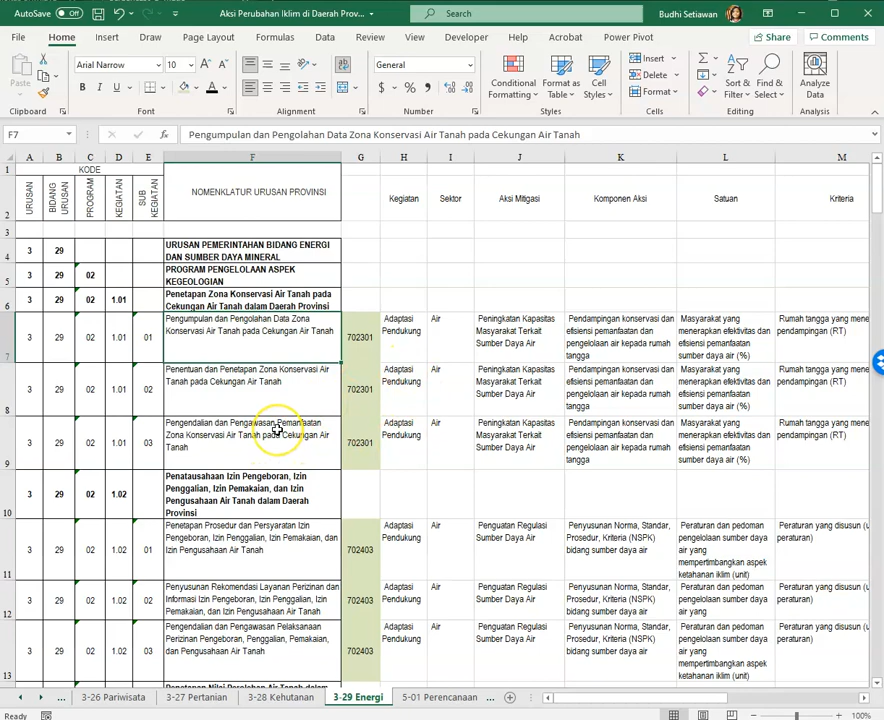 AutoSave Off Aksi Perubahan Iklim di Daerah Prov... Search Budhi Setiawan
File Home Insert Draw Page Layout Formulas Data Review View Developer Help Acrobat Power Pivot Share Comments
Paste Arial Narrow 10 General Conditional Formatting Format as Table Cell Styles Insert Delete Format Sort & Filter Find & Select Analyze Data
Clipboard Font Alignment Number Styles Cells Editing Analysis
F7 fx Pengumpulan dan Pengolahan Data Zona Konservasi Air Tanah pada Cekungan Air Tanah
A B C D E F G H I J K L M
1 KODE
2 URUSAN BIDANG URUSAN PROGRAM KEGIATAN SUB KEGIATAN NOMENKLATUR URUSAN PROVINSI Kegiatan Sektor Aksi Mitigasi Komponen Aksi Satuan Kriteria
3
4 3 29 URUSAN PEMERINTAHAN BIDANG ENERGI DAN SUMBER DAYA MINERAL
5 3 29 02 PROGRAM PENGELOLAAN ASPEK KEGEOLOGIAN
6 3 29 02 1.01 Penetapan Zona Konservasi Air Tanah pada Cekungan Air Tanah dalam Daerah Provinsi
7 3 29 02 1.01 01 Pengumpulan dan Pengolahan Data Zona Konservasi Air Tanah pada Cekungan Air Tanah 702301 Adaptasi Pendukung Air Peningkatan Kapasitas Masyarakat Terkait Sumber Daya Air Pendampingan konservasi dan efisiensi pemanfaatan dan pengelolaan air kepada rumah tangga Masyarakat yang menerapkan efektivitas dan efisiensi pemanfaatan sumber daya air (%) Rumah tangga yang mene pendampingan (RT)
8 3 29 02 1.01 02 Penentuan dan Penetapan Zona Konservasi Air Tanah pada Cekungan Air Tanah 702301 Adaptasi Pendukung Air Peningkatan Kapasitas Masyarakat Terkait Sumber Daya Air Pendampingan konservasi dan efisiensi pemanfaatan dan pengelolaan air kepada rumah tangga Masyarakat yang menerapkan efektivitas dan efisiensi pemanfaatan sumber daya air (%) Rumah tangga yang mene pendampingan (RT)
9 3 29 02 1.01 03 Pengendalian dan Pengawasan Pemanfaatan Zona Konservasi Air Tanah pada Cekungan Air Tanah 702301 Adaptasi Pendukung Air Peningkatan Kapasitas Masyarakat Terkait Sumber Daya Air Pendampingan konservasi dan efisiensi pemanfaatan dan pengelolaan air kepada rumah tangga Masyarakat yang menerapkan efektivitas dan efisiensi pemanfaatan sumber daya air (%) Rumah tangga yang mene pendampingan (RT)
10 3 29 02 1.02 Penatausahaan Izin Pengeboran, Izin Penggalian, Izin Pemakaian, dan Izin Pengusahaan Air Tanah dalam Daerah Provinsi
11 3 29 02 1.02 01 Penetapan Prosedur dan Persyaratan Izin Pengeboran, Izin Penggalian, Izin Pemakaian, dan Izin Pengusahaan Air Tanah 702403 Adaptasi Pendukung Air Penguatan Regulasi Sumber Daya Air Penyusunan Norma, Standar, Prosedur, Kriteria (NSPK) bidang sumber daya air Peraturan dan pedoman pengelolaan sumber daya air yang mempertimbangkan aspek ketahanan iklim (unit) Peraturan yang disusun (u peraturan)
12 3 29 02 1.02 02 Penyusunan Rekomendasi Layanan Perizinan dan Informasi Izin Pengeboran, Izin Penggalian, Izin Pemakaian, dan Izin Pengusahaan Air Tanah 702403 Adaptasi Pendukung Air Penguatan Regulasi Sumber Daya Air Penyusunan Norma, Standar, Prosedur, Kriteria (NSPK) bidang sumber daya air Peraturan dan pedoman pengelolaan sumber daya air yang Peraturan yang disusun (u peraturan)
13 3 29 02 1.02 03 Pengendalian dan Pengawasan Pelaksanaan Perizinan Pengeboran, Penggalian, Pemakaian, dan Pengusahaan Air Tanah 702403 Adaptasi Pendukung Air Penguatan Regulasi Sumber Daya Air Penyusunan Norma, Standar, Prosedur, Kriteria (NSPK) bidang sumber daya air Peraturan dan pedoman pengelolaan sumber daya air yang mempertimbangkan aspek ketahanan iklim (unit) Peraturan yang disusun (u peraturan)
Penetapan Nilai Perolehan Air Tanah dalam
... 3-26 Pariwisata 3-27 Pertanian 3-28 Kehutanan 3-29 Energi 5-01 Perencanaan ...
Ready 100%